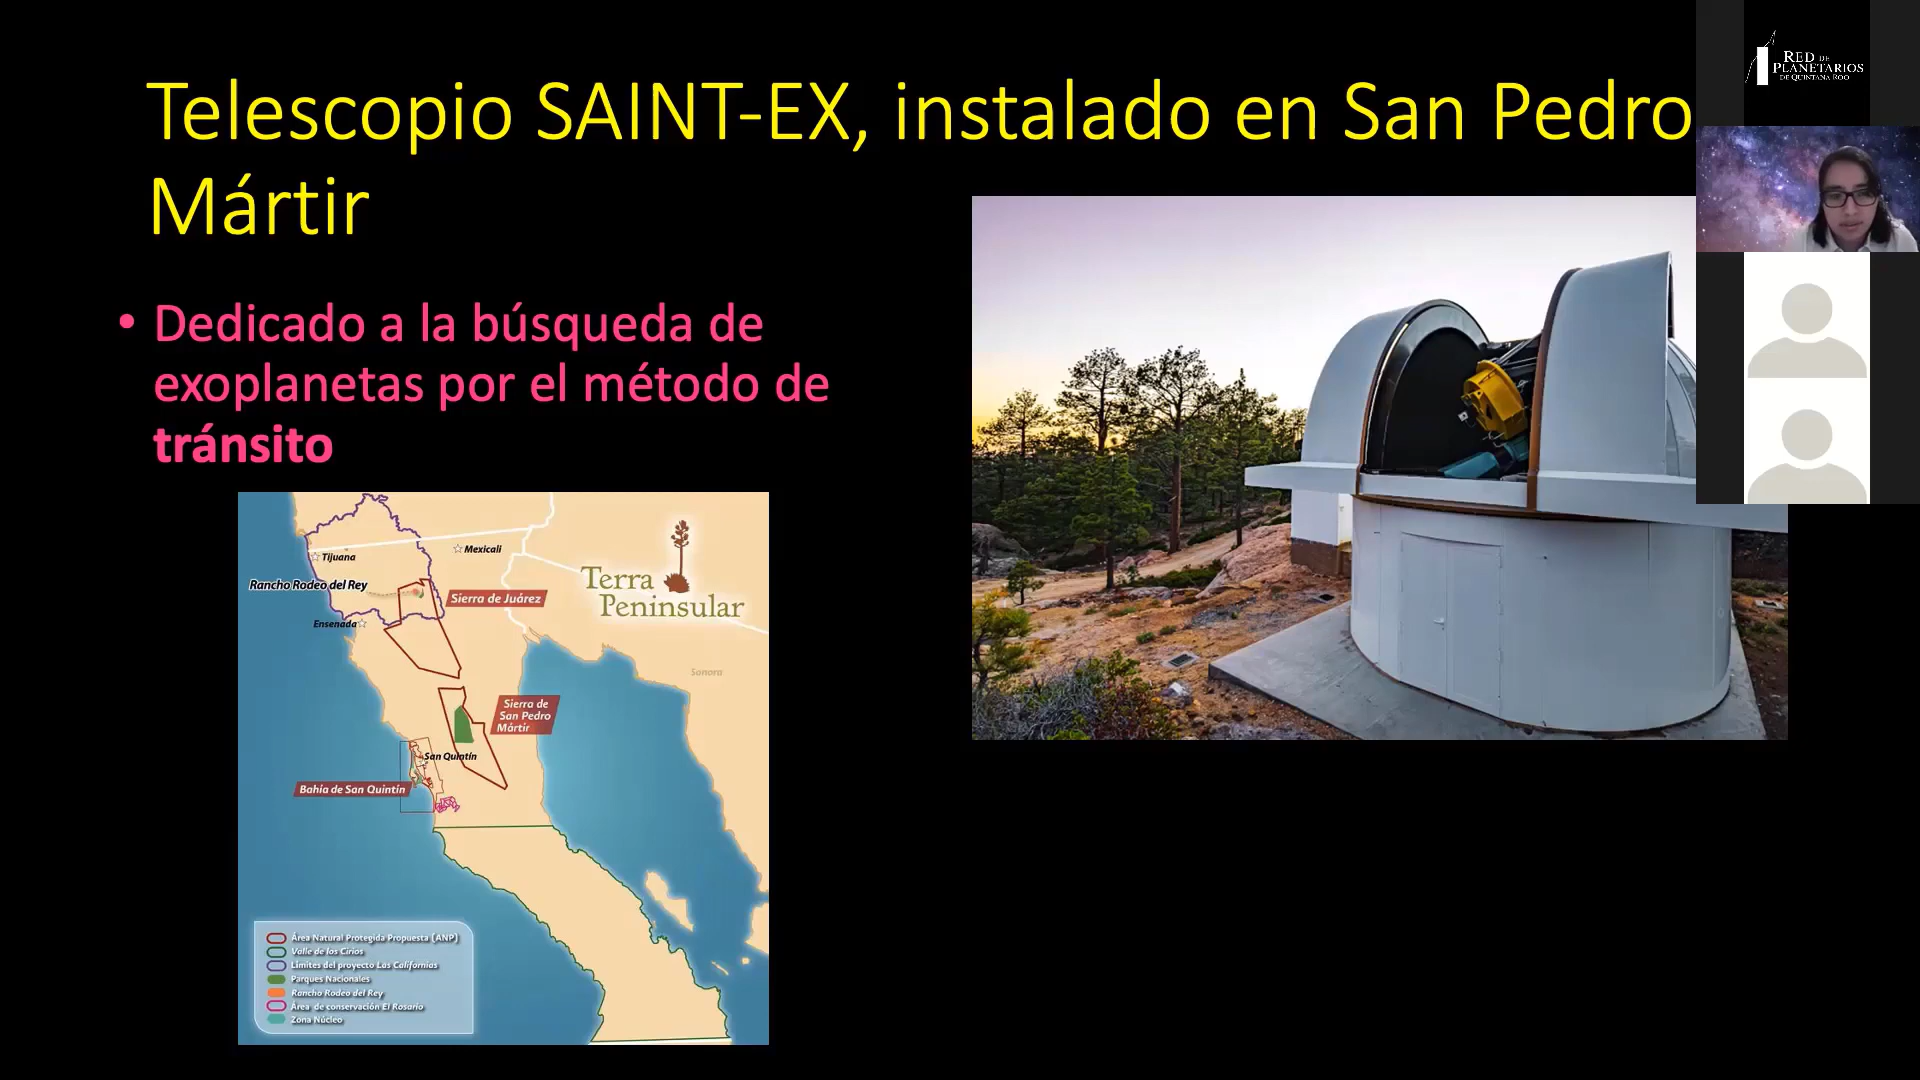 Telescopio SAINT-EX, instalado en San Pedro
Mártir
• Dedicado a la búsqueda de
exoplanetas por el método de
tránsito
RED DE
PLANETARIOS
DE QUINTANA ROO
Tijuana
Mexicali
Rancho Rodeo del Rey
Sierra de Juárez
Terra
Peninsular
Ensenada
Sonora
Sierra de
San Pedro
Mártir
San Quintín
Bahía de San Quintín
Área Natural Protegida Propuesta (ANP)
Valle de los Cirios
Límites del proyecto Las Californias
Parques Nacionales
Rancho Rodeo del Rey
Área de conservación El Rosario
Zona Núcleo